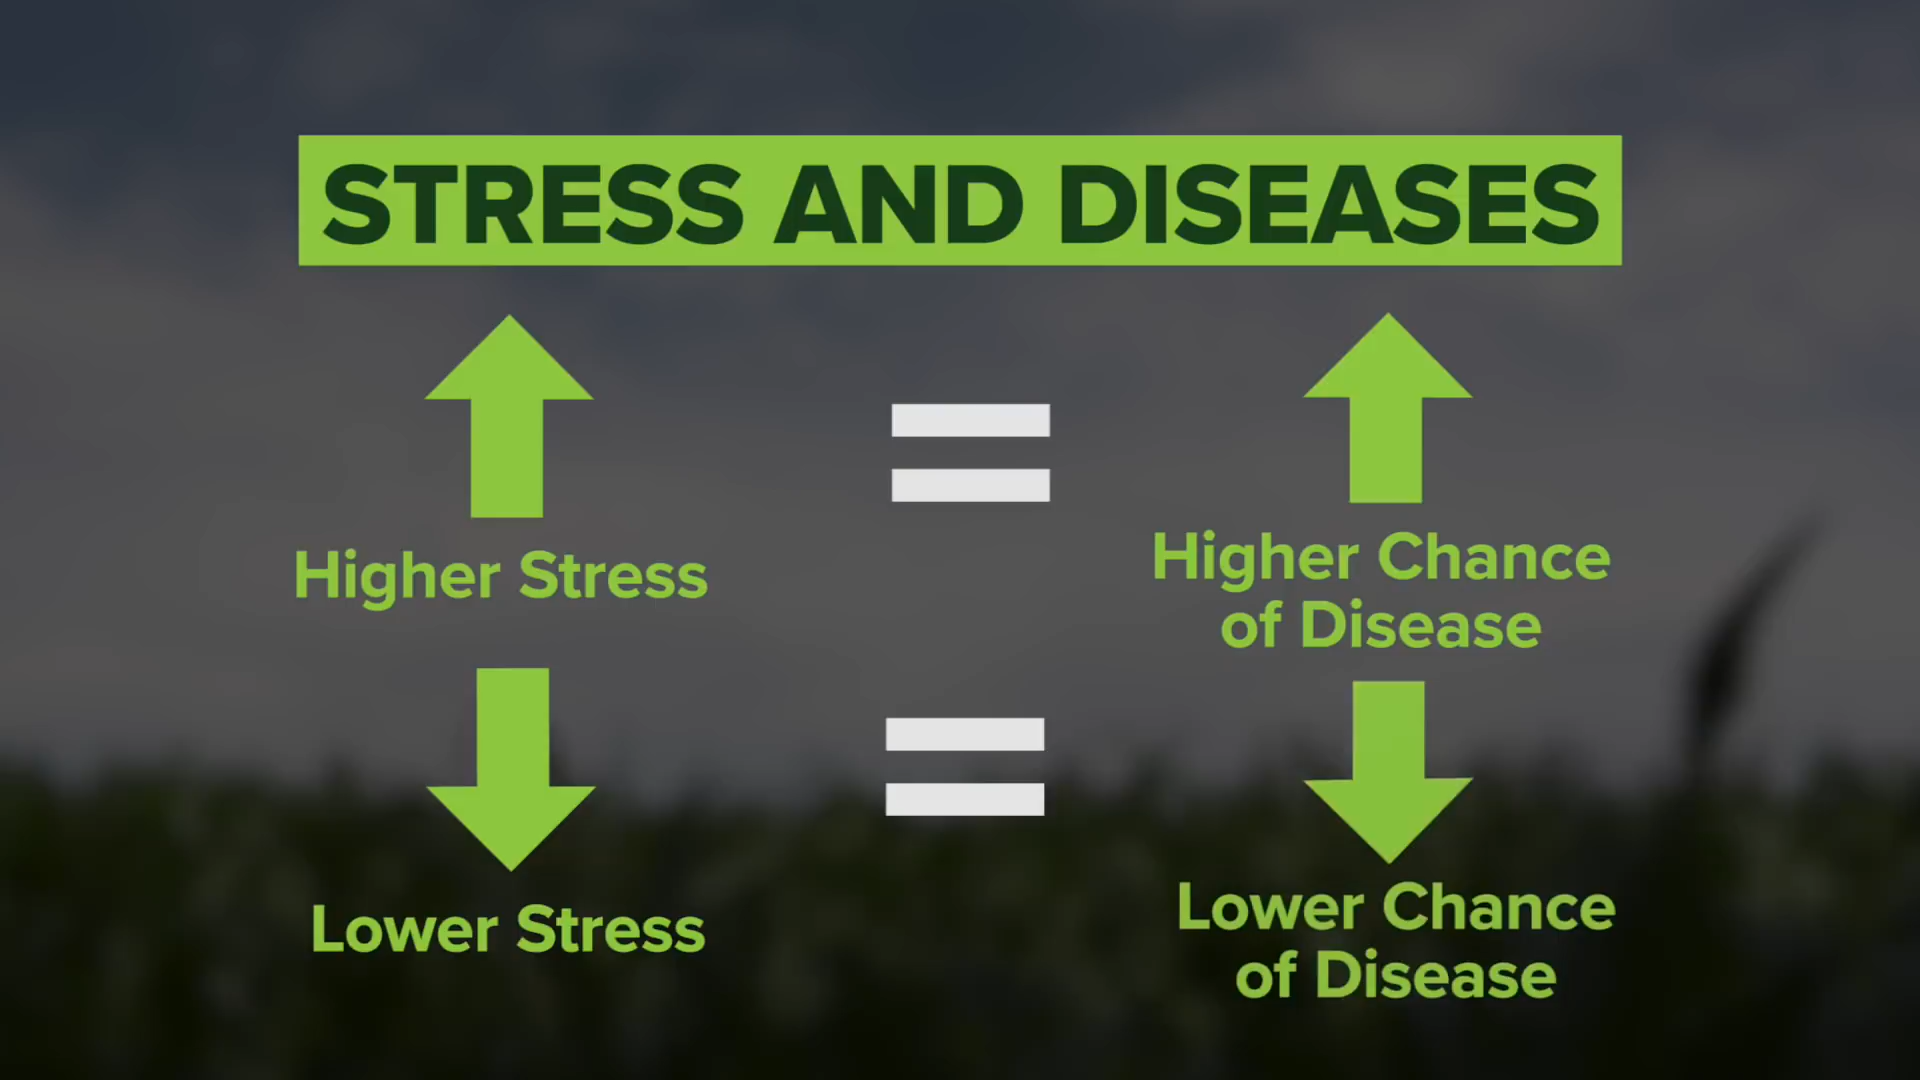 STRESS AND DISEASES
Higher Stress
Higher Chance
of Disease
Lower Stress
Lower Chance
of Disease